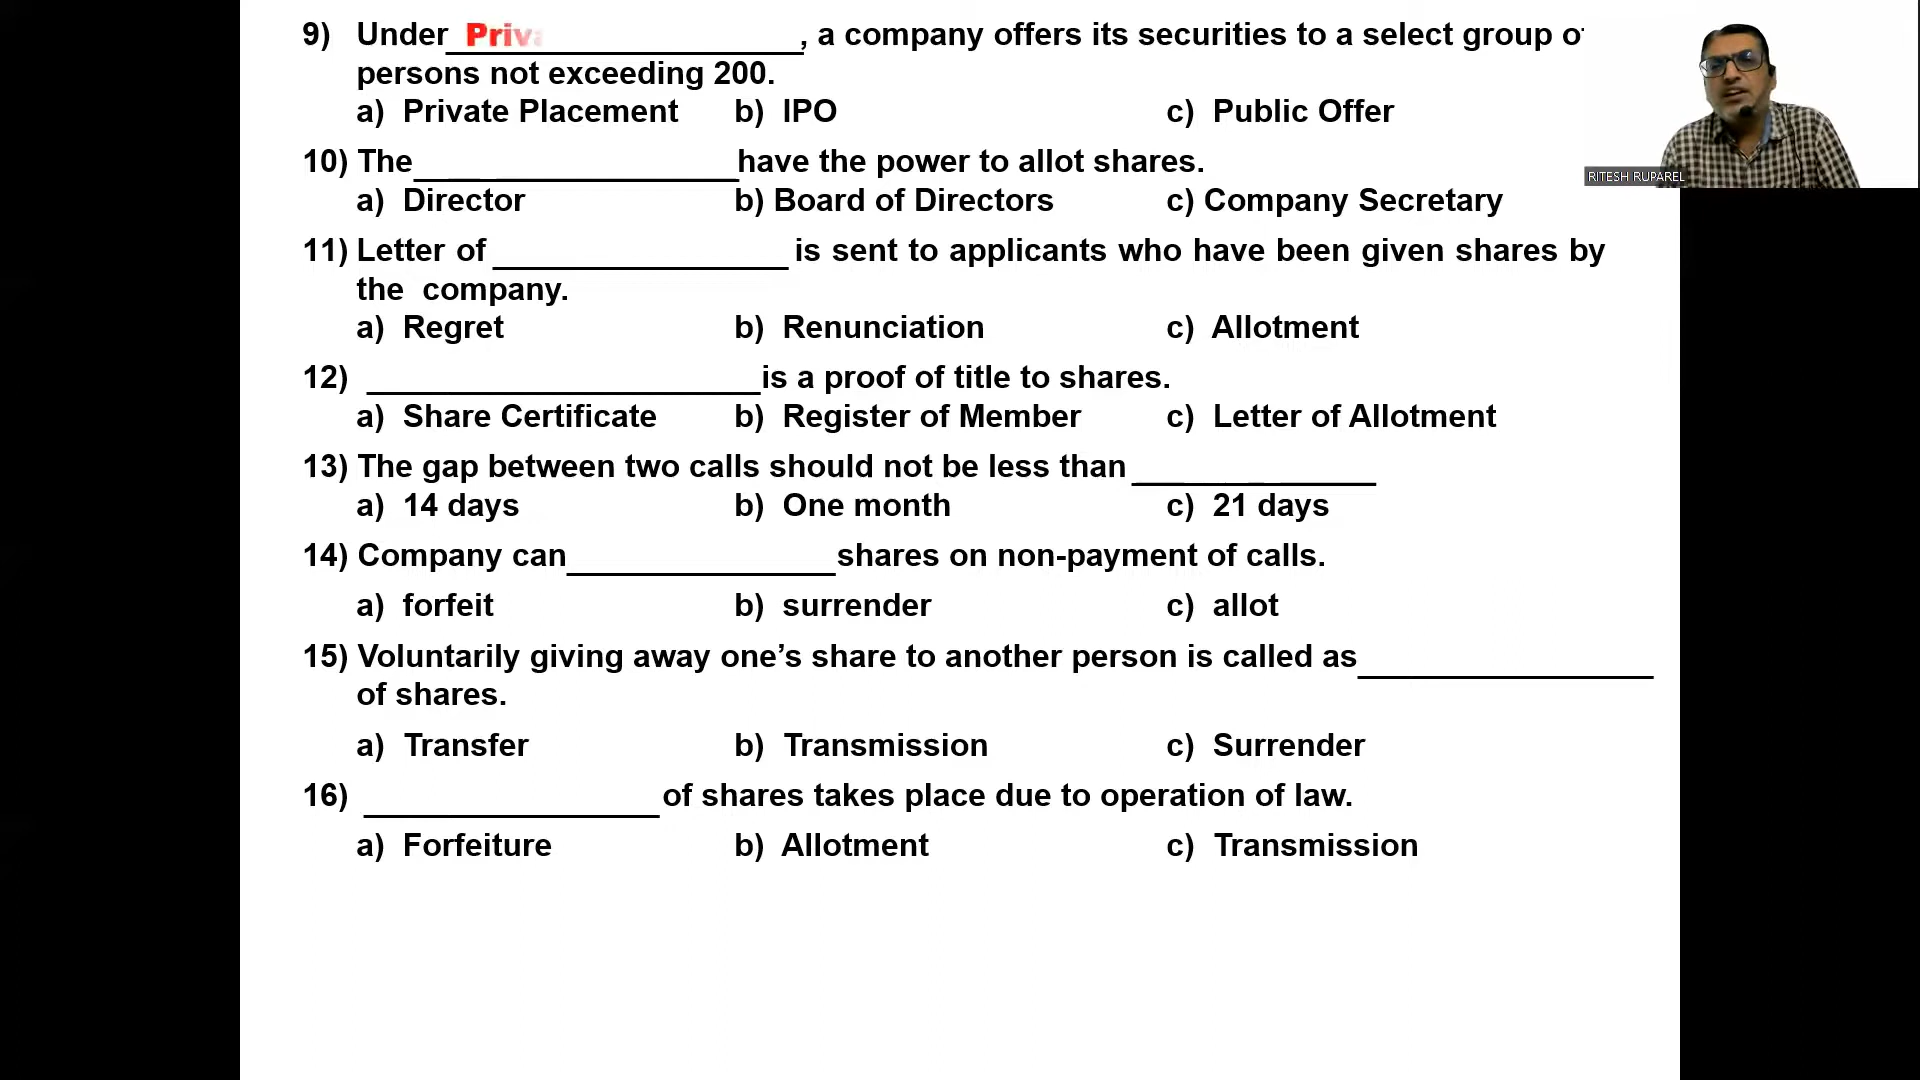 9) Under Priv , a company offers its securities to a select group o
persons not exceeding 200.
a) Private Placement b) IPO c) Public Offer
10) The have the power to allot shares.
a) Director b) Board of Directors c) Company Secretary
11) Letter of is sent to applicants who have been given shares by
the company.
a) Regret b) Renunciation c) Allotment
12) is a proof of title to shares.
a) Share Certificate b) Register of Member c) Letter of Allotment
13) The gap between two calls should not be less than
a) 14 days b) One month c) 21 days
14) Company can shares on non-payment of calls.
a) forfeit b) surrender c) allot
15) Voluntarily giving away one’s share to another person is called as
of shares.
a) Transfer b) Transmission c) Surrender
16) of shares takes place due to operation of law.
a) Forfeiture b) Allotment c) Transmission
RITESH RUPAREL